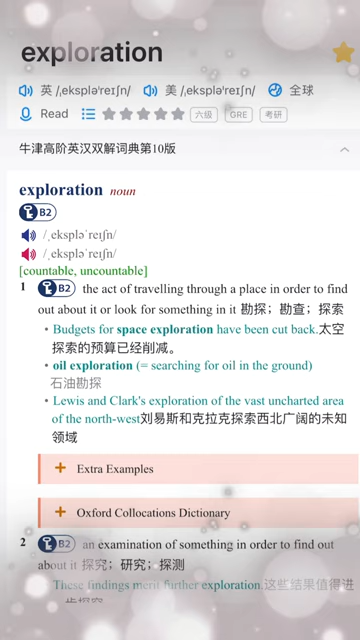 exploration
英 /ˌekspləˈreɪʃn/ 美 /ˌekspləˈreɪʃn/ 全球
Read 六级 GRE 考研
牛津高阶英汉双解词典第10版
exploration noun
B2
/ˌekspləˈreɪʃn/
/ˌekspləˈreɪʃn/
[countable, uncountable]
1 B2 the act of travelling through a place in order to find
out about it or look for something in it 勘探；勘查；探索
• Budgets for space exploration have been cut back.太空
探索的预算已经削减。
• oil exploration (= searching for oil in the ground)
石油勘探
• Lewis and Clark's exploration of the vast uncharted area
of the north-west刘易斯和克拉克探索西北广阔的未知
领域
+ Extra Examples
+ Oxford Collocations Dictionary
2 B2 an examination of something in order to find out
about it 探究；研究；探测
These findings merit further exploration.这些结果值得进